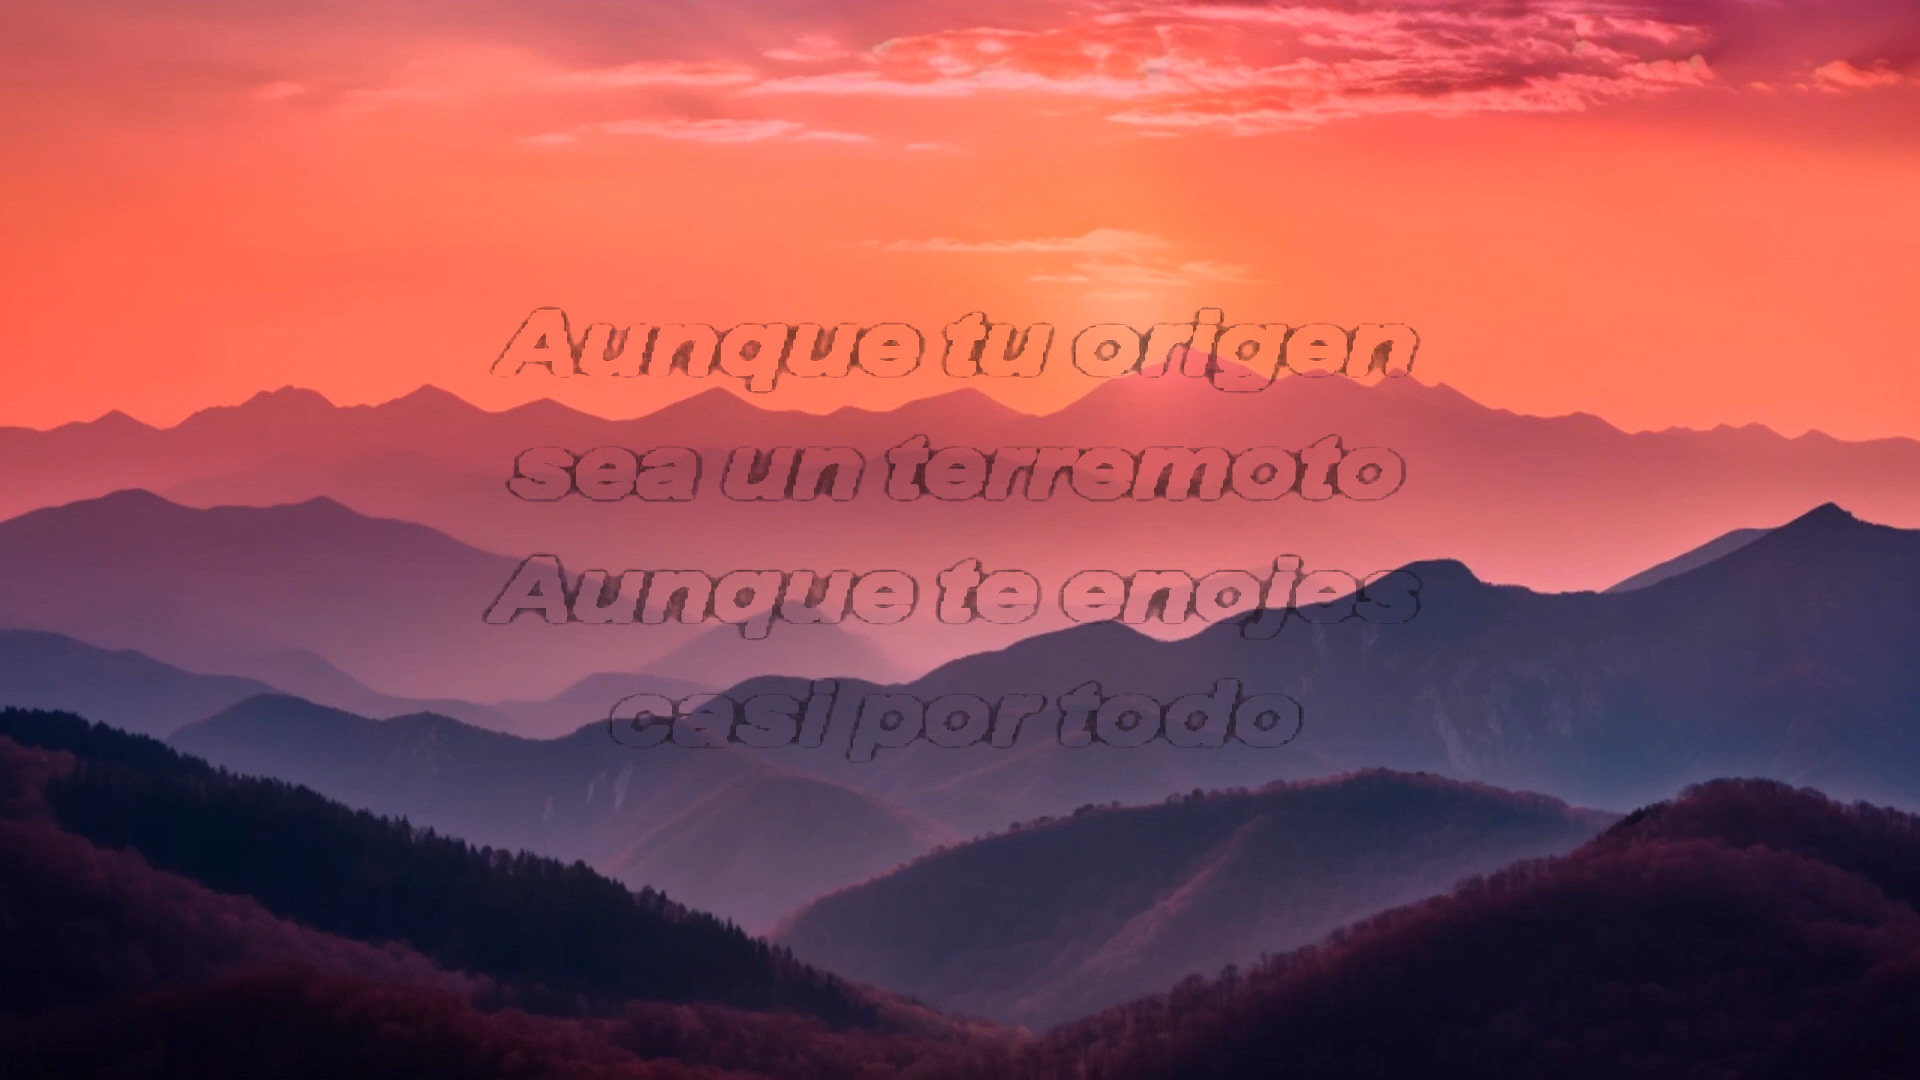 Aunque tu origen
sea un terremoto
Aunque te enojes
casi por todo